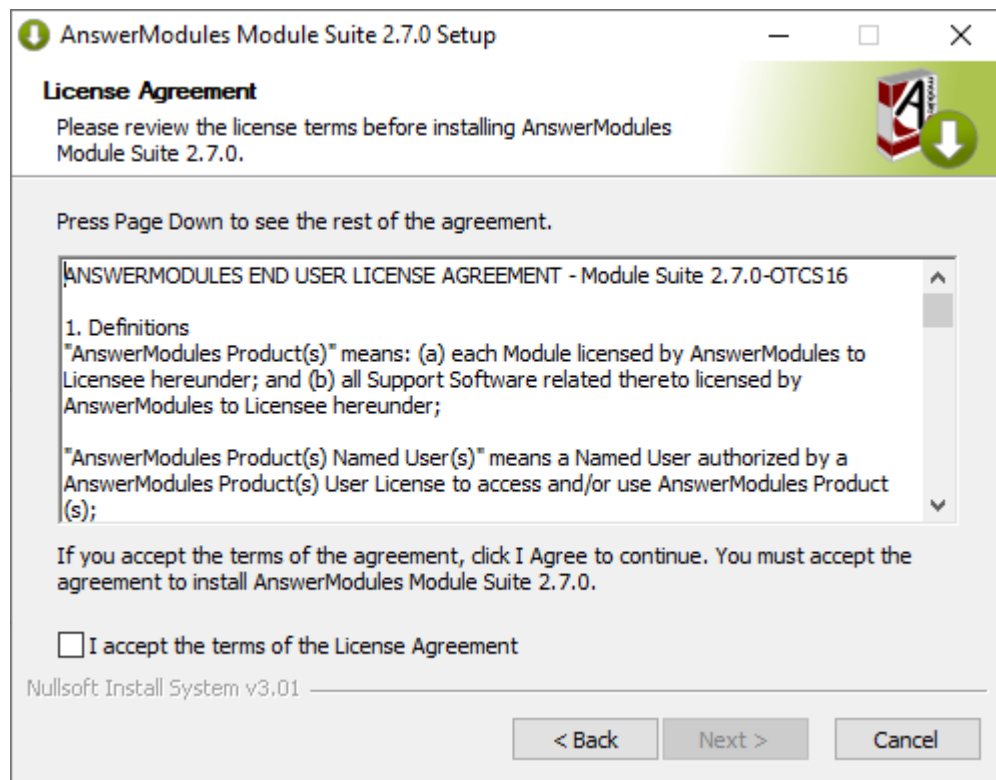 AnswerModules Module Suite 2.7.0 Setup
License Agreement
Please review the license terms before installing AnswerModules
Module Suite 2.7.0.
A
modules
Press Page Down to see the rest of the agreement.
ANSWERMODULES END USER LICENSE AGREEMENT - Module Suite 2.7.0-OTCS16
1. Definitions
"AnswerModules Product(s)" means: (a) each Module licensed by AnswerModules to
Licensee hereunder; and (b) all Support Software related thereto licensed by
AnswerModules to Licensee hereunder;
"AnswerModules Product(s) Named User(s)" means a Named User authorized by a
AnswerModules Product(s) User License to access and/or use AnswerModules Product
(s);
If you accept the terms of the agreement, click I Agree to continue. You must accept the
agreement to install AnswerModules Module Suite 2.7.0.
I accept the terms of the License Agreement
Nullsoft Install System v3.01
< Back
Next >
Cancel